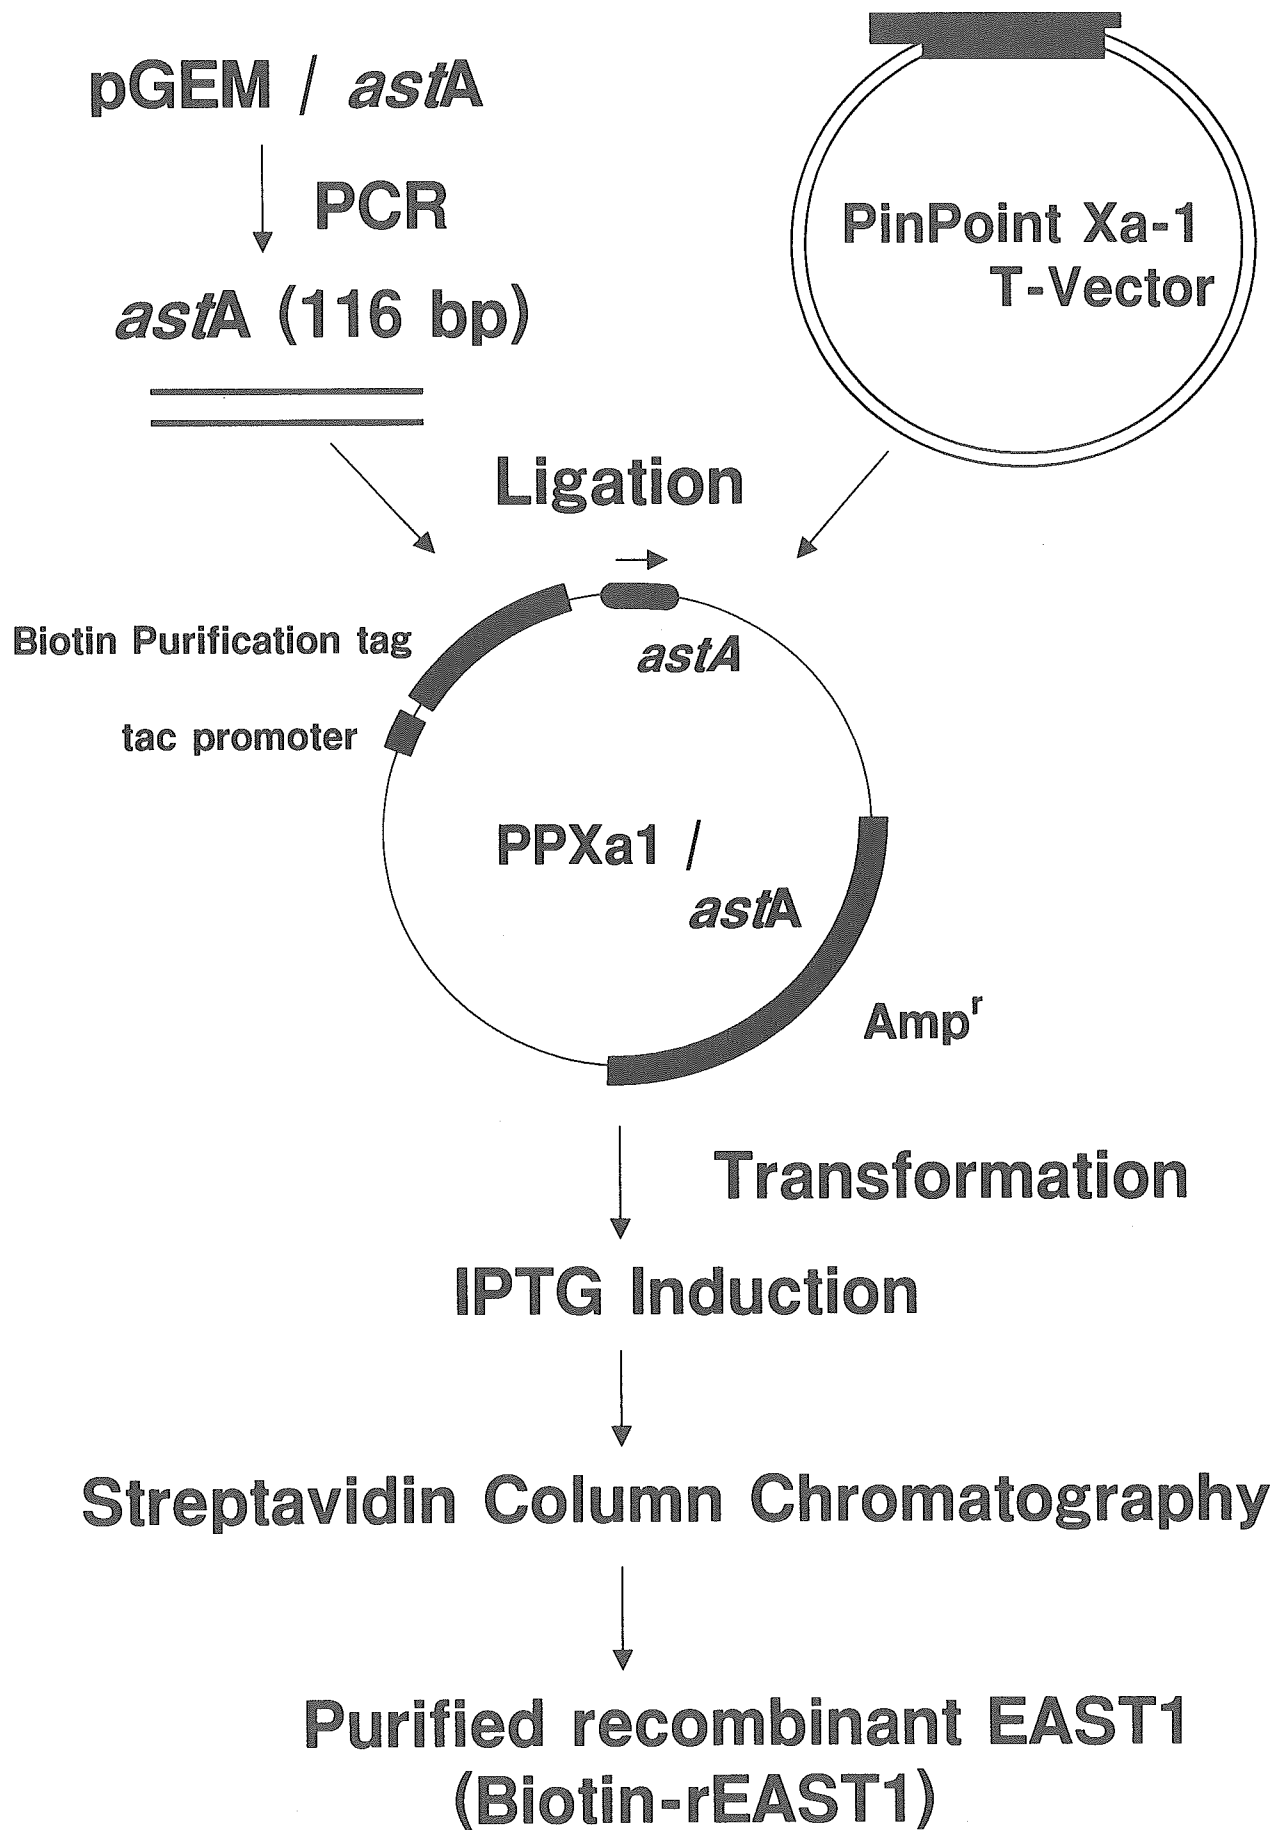 pGEM / astA
PCR
astA (116 bp)
PinPoint Xa-1
T-Vector
Ligation
Biotin Purification tag
astA
tac promoter
PPXa1 /
astA
Ampʳ
Transformation
IPTG Induction
Streptavidin Column Chromatography
Purified recombinant EAST1
(Biotin-rEAST1)